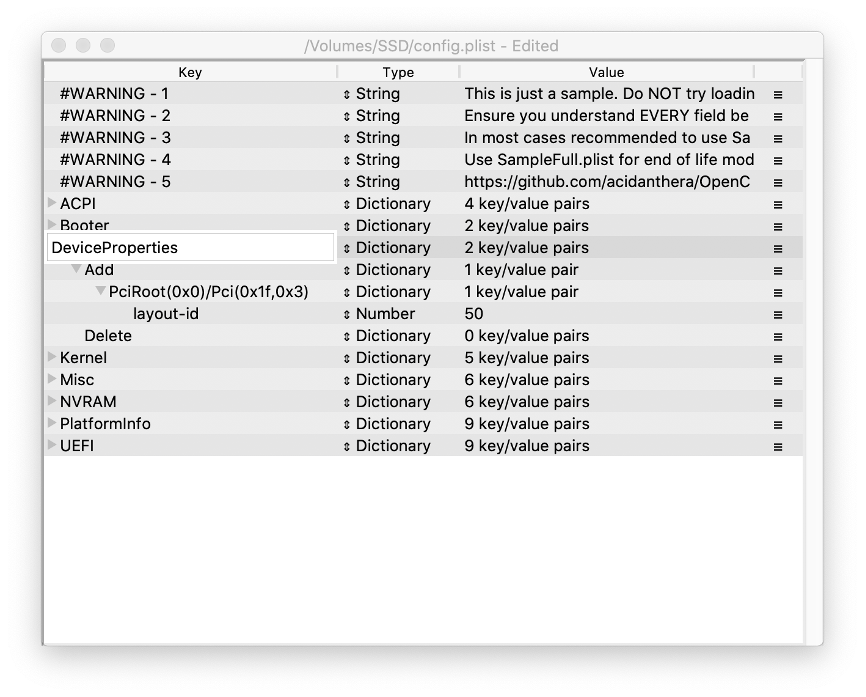 /Volumes/SSD/config.plist - Edited
Key Type Value
#WARNING - 1 String This is just a sample. Do NOT try loadin
#WARNING - 2 String Ensure you understand EVERY field be
#WARNING - 3 String In most cases recommended to use Sa
#WARNING - 4 String Use SampleFull.plist for end of life mod
#WARNING - 5 String https://github.com/acidanthera/OpenC
ACPI Dictionary 4 key/value pairs
Booter Dictionary 2 key/value pairs
DeviceProperties Dictionary 2 key/value pairs
Add Dictionary 1 key/value pair
PciRoot(0x0)/Pci(0x1f,0x3) Dictionary 1 key/value pair
layout-id Number 50
Delete Dictionary 0 key/value pairs
Kernel Dictionary 5 key/value pairs
Misc Dictionary 6 key/value pairs
NVRAM Dictionary 6 key/value pairs
PlatformInfo Dictionary 9 key/value pairs
UEFI Dictionary 9 key/value pairs